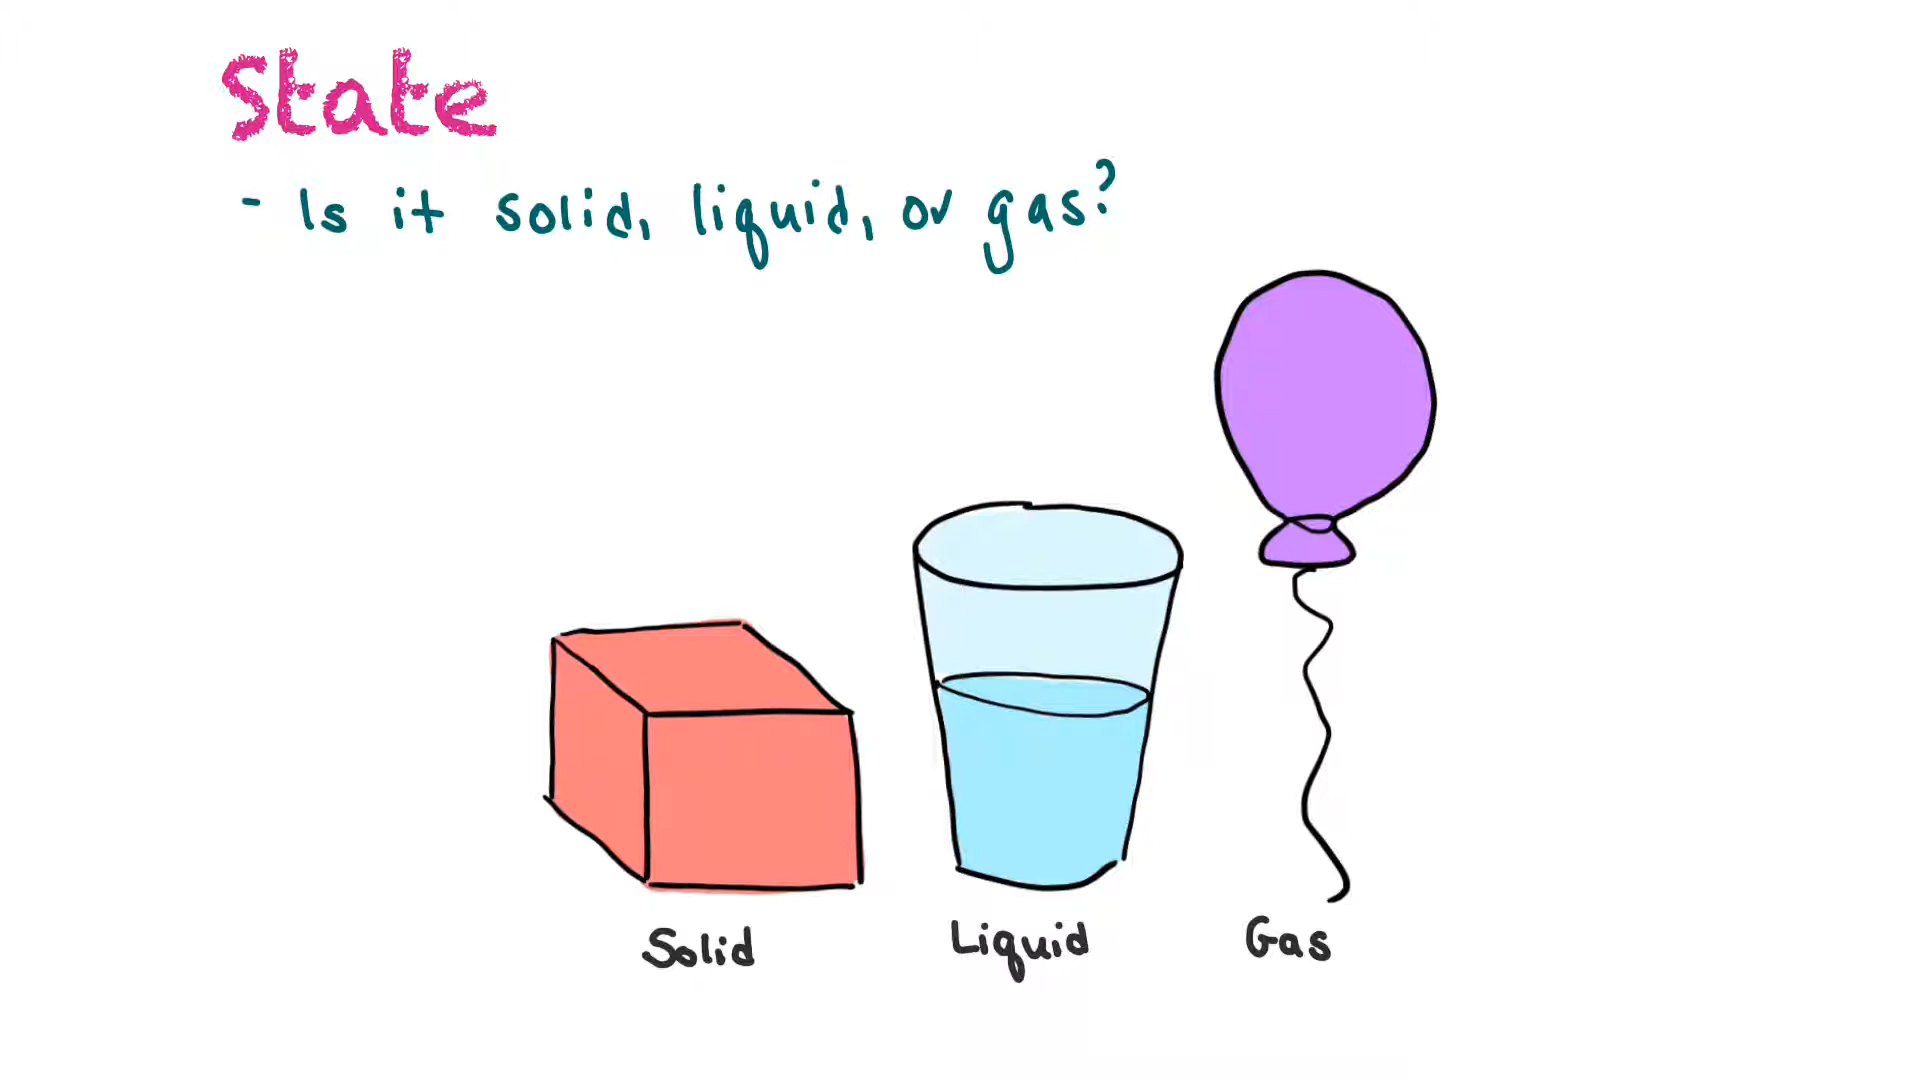 State
- Is it solid, liquid, or gas?
Solid
Liquid
Gas